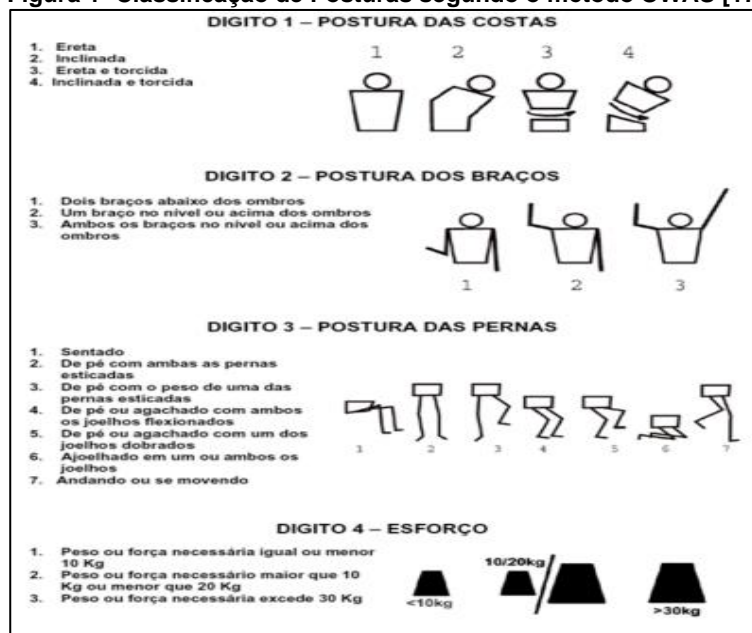 DIGITO 1 – POSTURA DAS COSTAS
1. Ereta
2. Inclinada
3. Ereta e torcida
4. Inclinada e torcida
1 2 3 4
DIGITO 2 – POSTURA DOS BRAÇOS
1. Dois braços abaixo dos ombros
2. Um braço no nível ou acima dos ombros
3. Ambos os braços no nível ou acima dos
ombros
1 2 3
DIGITO 3 – POSTURA DAS PERNAS
1. Sentado
2. De pé com ambas as pernas
esticadas
3. De pé com o peso de uma das
pernas esticadas
4. De pé ou agachado com ambos
os joelhos flexionados
5. De pé ou agachado com um dos
joelhos dobrados
6. Ajoelhado em um ou ambos os
joelhos
7. Andando ou se movendo
1 2 3 4 5 6 7
DIGITO 4 – ESFORÇO
1. Peso ou força necessária igual ou menor
10 Kg
2. Peso ou força necessário maior que 10
Kg ou menor que 20 Kg
3. Peso ou força necessária excede 30 Kg
<10kg 10/20kg >30kg